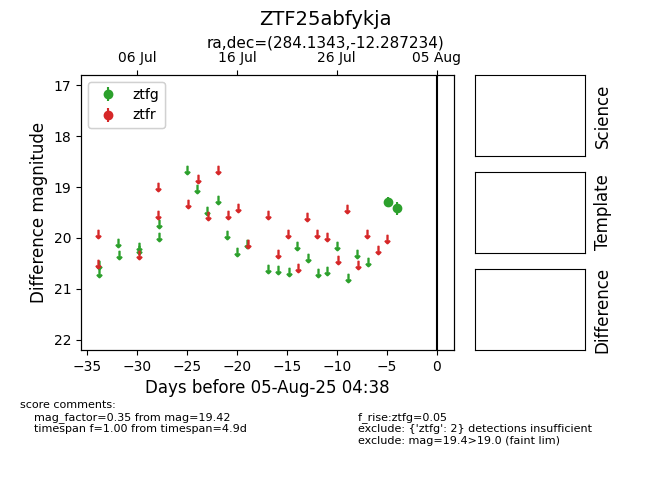 ZTF25abfykja
ra,dec=(284.1343,-12.287234)
06 Jul 16 Jul 26 Jul 05 Aug
ztfg
ztfr
17
18
19
20
21
22
Difference magnitude
−35 −30 −25 −20 −15 −10 −5 0
Days before 05-Aug-25 04:38
Science
Template
Difference
score comments:
mag_factor=0.35 from mag=19.42
timespan f=1.00 from timespan=4.9d
f_rise:ztfg=0.05
exclude: {'ztfg': 2} detections insufficient
exclude: mag=19.4>19.0 (faint lim)